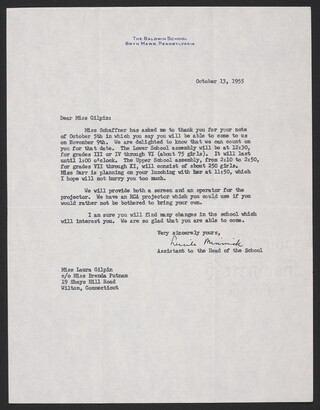 THE BALDWIN SCHOOL
BRYN MAWR, PENNSYLVANIA
October 13, 1955
Dear Miss Gilpin:
Miss Schaffner has asked me to thank you for your note
of October 5th in which you say you will be able to come to us
on November 9th. We are delighted to know that we can count on
you for that date. The Lower School assembly will be at 12:30,
for grades III or IV through VI (about 75 girls). It will last
until 1:00 o'clock. The Upper School assembly, from 2:10 to 2:50,
for grades VII through XI, will consist of about 250 girls.
Miss Barr is planning on your lunching with her at 11:50, which
I hope will not hurry you too much.
We will provide both a screen and an operator for the
projector. We have an RCA projector which you could use if you
would rather not be bothered to bring your own.
I am sure you will find many changes in the school which
will interest you. We are so glad that you are able to come.
Very sincerely yours,
Assistant to the Head of the School
Miss Laura Gilpin
c/o Miss Brenda Putnam
19 Shays Hill Road
Wilton, Connecticut